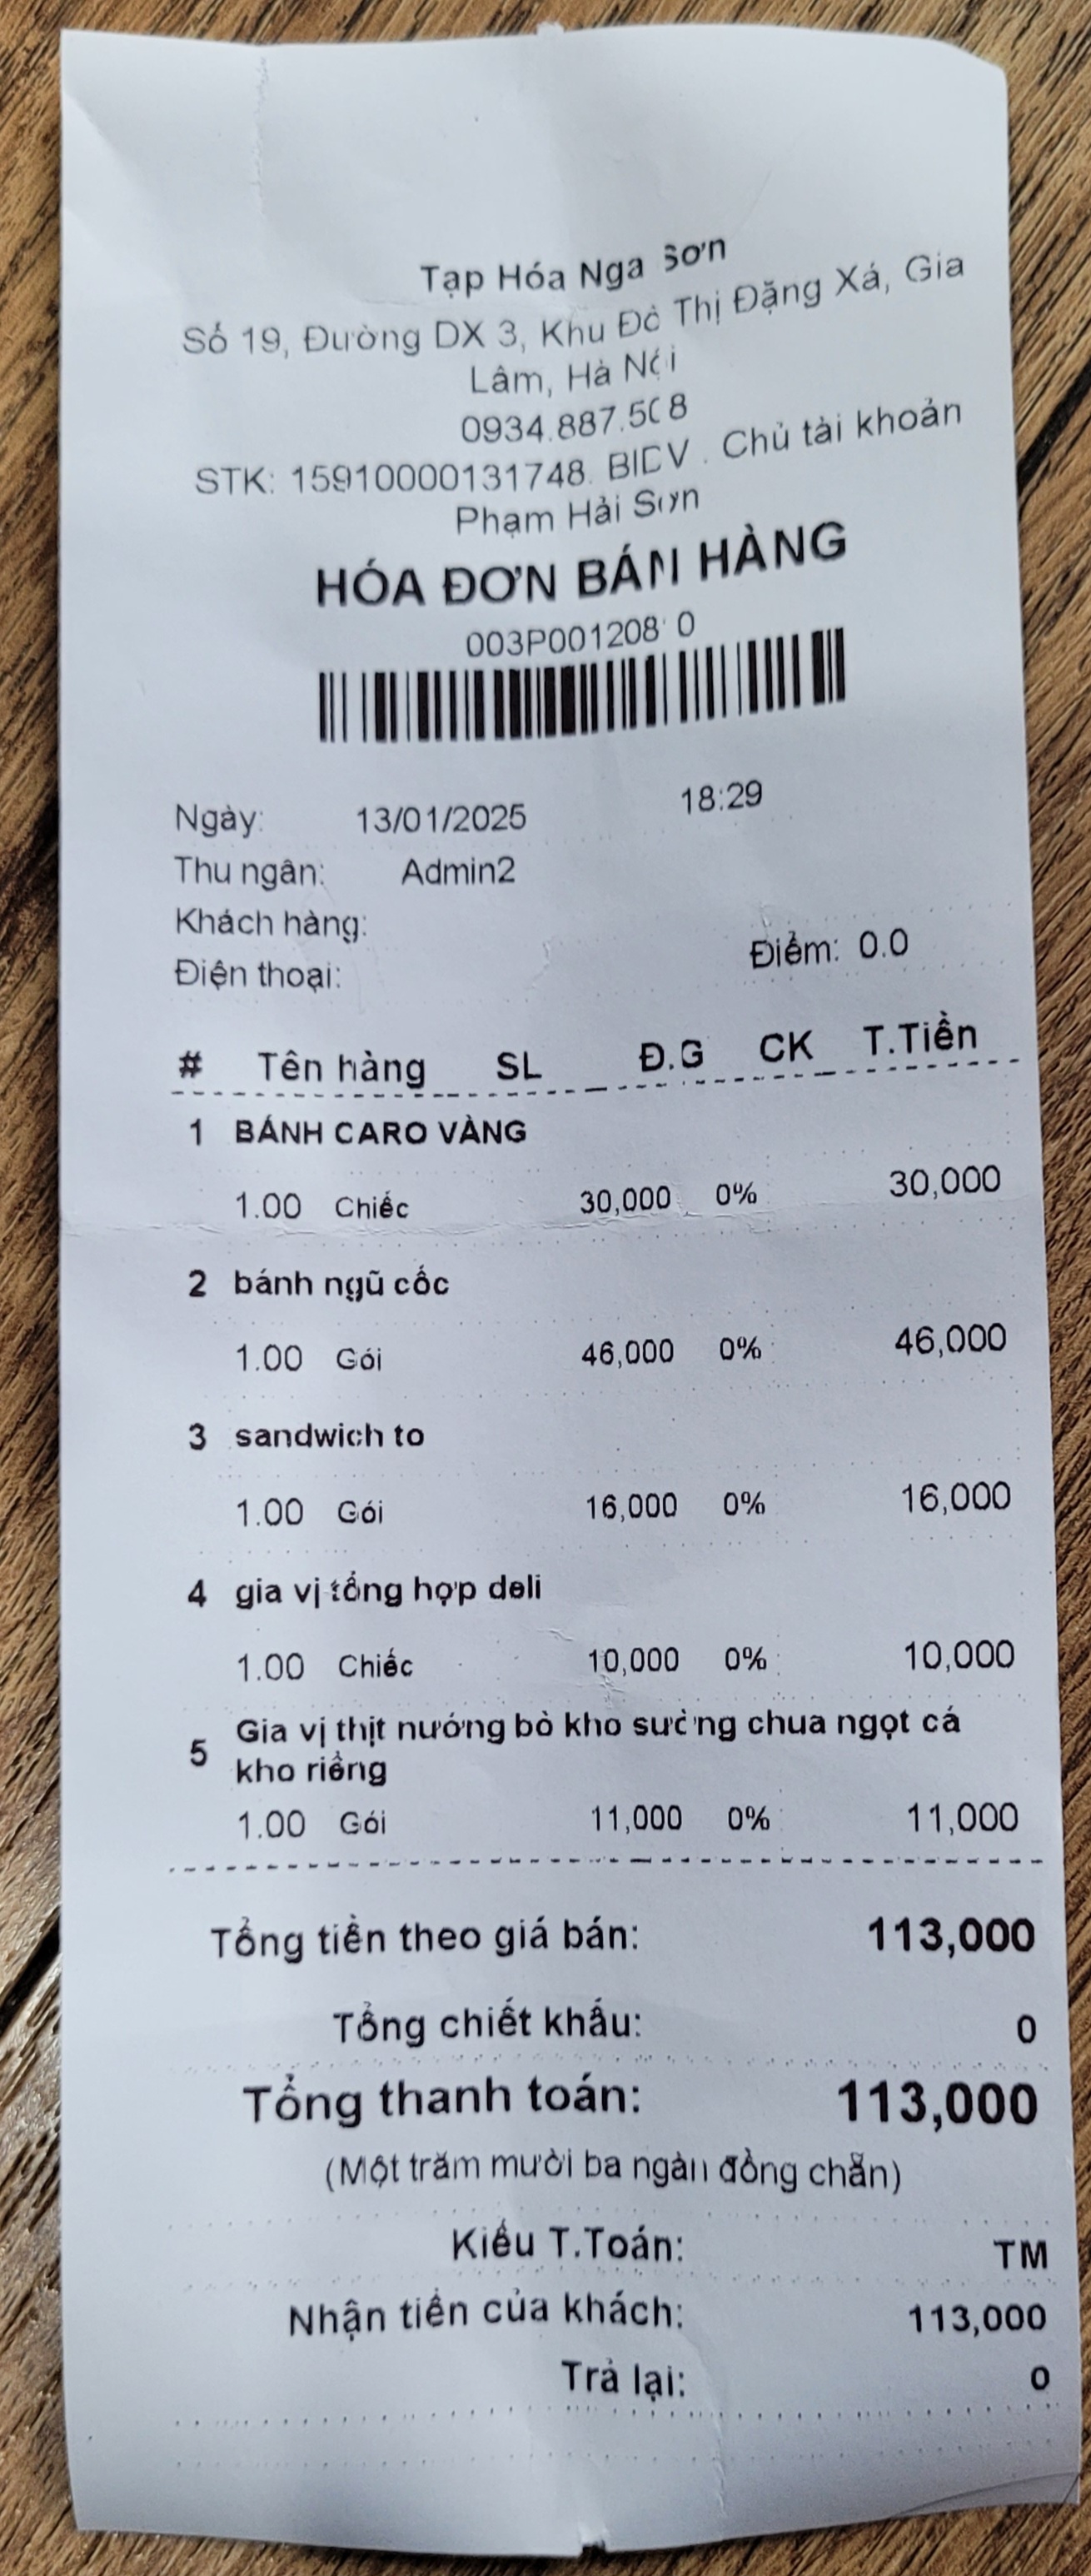 Tạp Hóa Nga Sơn
Số 19, Đường DX 3, Khu Đô Thị Đặng Xá, Gia
Lâm, Hà Nội
0934.887.508
STK: 15910000131748. BIDV . Chủ tài khoản
Phạm Hải Sơn
HÓA ĐƠN BÁN HÀNG
Ngày: 13/01/2025 18:29
Thu ngân: Admin2
Khách hàng:
Điện thoại: Điểm: 0.0
# Tên hàng SL Đ.G CK T.Tiền
1 BÁNH CARO VÀNG
1.00 Chiếc 30,000 0% 30,000
2 bánh ngũ cốc
1.00 Gói 46,000 0% 46,000
3 sandwich to
1.00 Gói 16,000 0% 16,000
4 gia vị tổng hợp deli
1.00 Chiếc 10,000 0% 10,000
5 Gia vị thịt nướng bò kho sường chua ngọt cá
kho riềng
1.00 Gói 11,000 0% 11,000
Tổng tiền theo giá bán: 113,000
Tổng chiết khấu: 0
Tổng thanh toán: 113,000
(Một trăm mười ba ngàn đồng chẵn)
Kiểu T.Toán: TM
Nhận tiền của khách: 113,000
Trả lại: 0